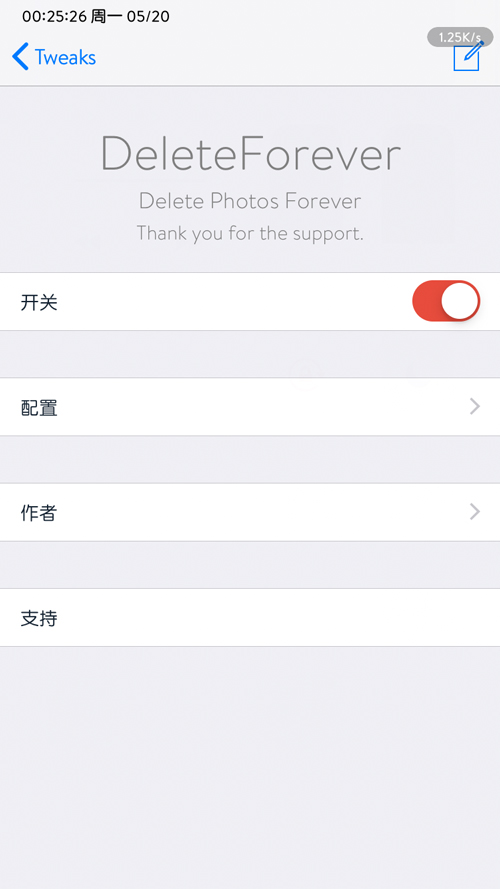 00:25:26 周一 05/20
1.25K/s
Tweaks
DeleteForever
Delete Photos Forever
Thank you for the support.
开关
配置
作者
支持